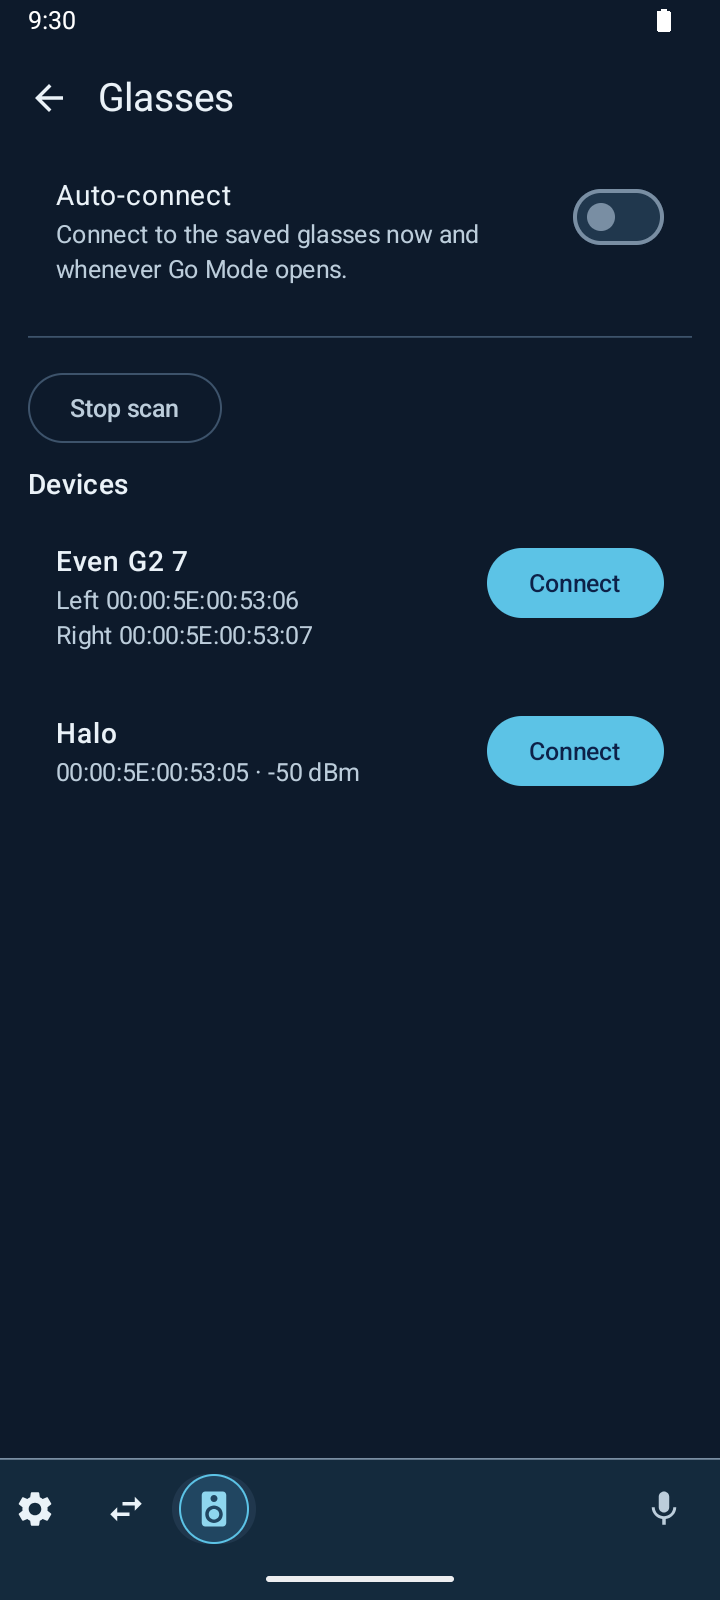 9:30
Glasses
Auto-connect
Connect to the saved glasses now and
whenever Go Mode opens.
Stop scan
Devices
Even G2 7
Left 00:00:5E:00:53:06
Right 00:00:5E:00:53:07
Connect
Halo
00:00:5E:00:53:05 · -50 dBm
Connect